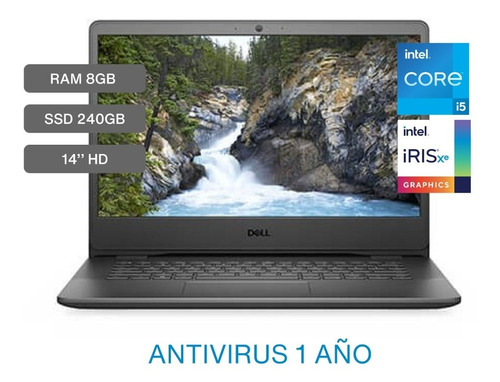 RAM 8GB
SSD 240GB
14’’ HD
intel
CORE
i5
intel
iRISxe
GRAPHICS
DELL
ANTIVIRUS 1 AÑO